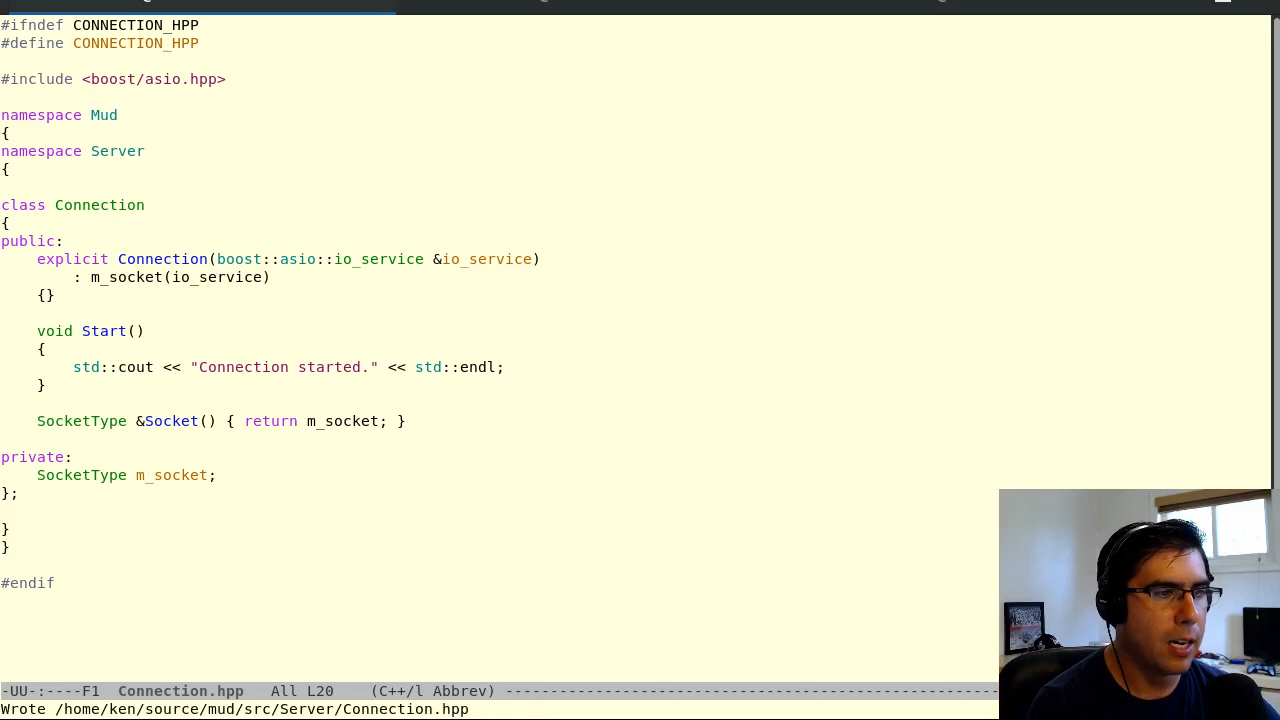 #ifndef CONNECTION_HPP
#define CONNECTION_HPP
#include <boost/asio.hpp>
namespace Mud
{
namespace Server
{
class Connection
{
public:
explicit Connection(boost::asio::io_service &io_service)
: m_socket(io_service)
{}
void Start()
{
std::cout << "Connection started." << std::endl;
}
SocketType &Socket() { return m_socket; }
private:
SocketType m_socket;
};
}
}
#endif
-UU-:----F1  Connection.hpp   All L20    (C++/l Abbrev) -------------------------------------------------------
Wrote /home/ken/source/mud/src/Server/Connection.hpp